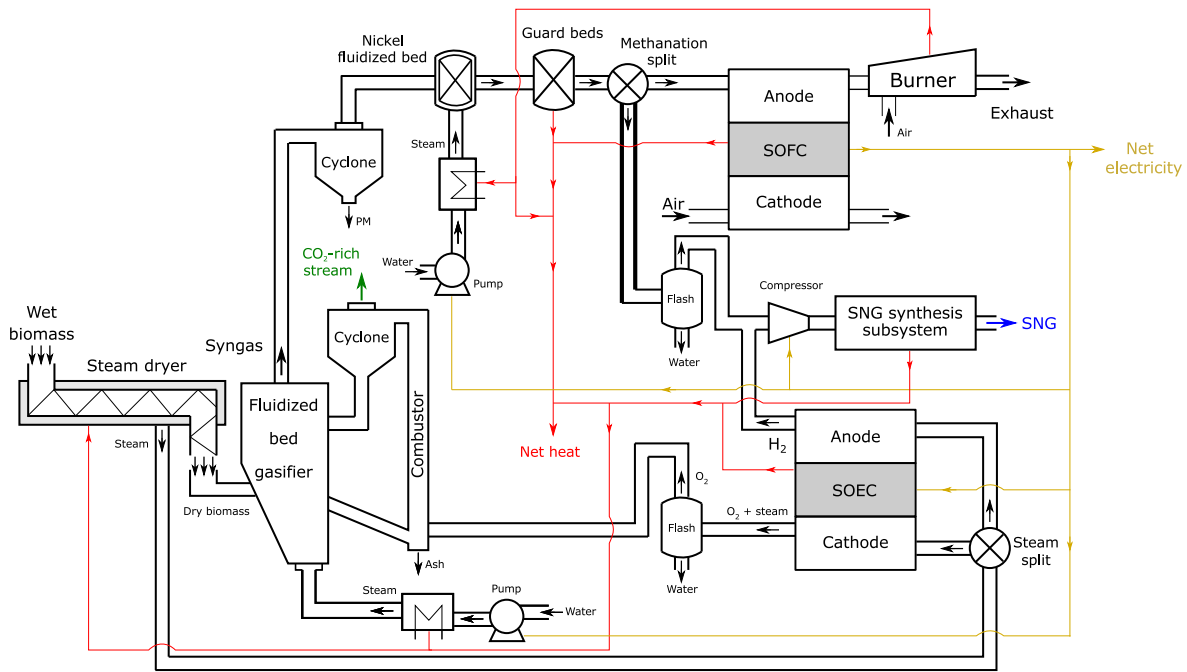 Nickel
fluidized bed
Guard beds
Methanation
split
Anode
SOFC
Cathode
Burner
Exhaust
Air
Net
electricity
Air
Cyclone
PM
Steam
Water
Pump
CO₂-rich
stream
Cyclone
Syngas
Wet
biomass
Steam dryer
Steam
Dry biomass
Fluidized
bed
gasifier
Combustor
Ash
Flash
Water
Compressor
SNG synthesis
subsystem
SNG
Net heat
H₂
Anode
SOEC
Cathode
O₂
O₂ + steam
Flash
Water
Steam
split
Steam
Pump
Water